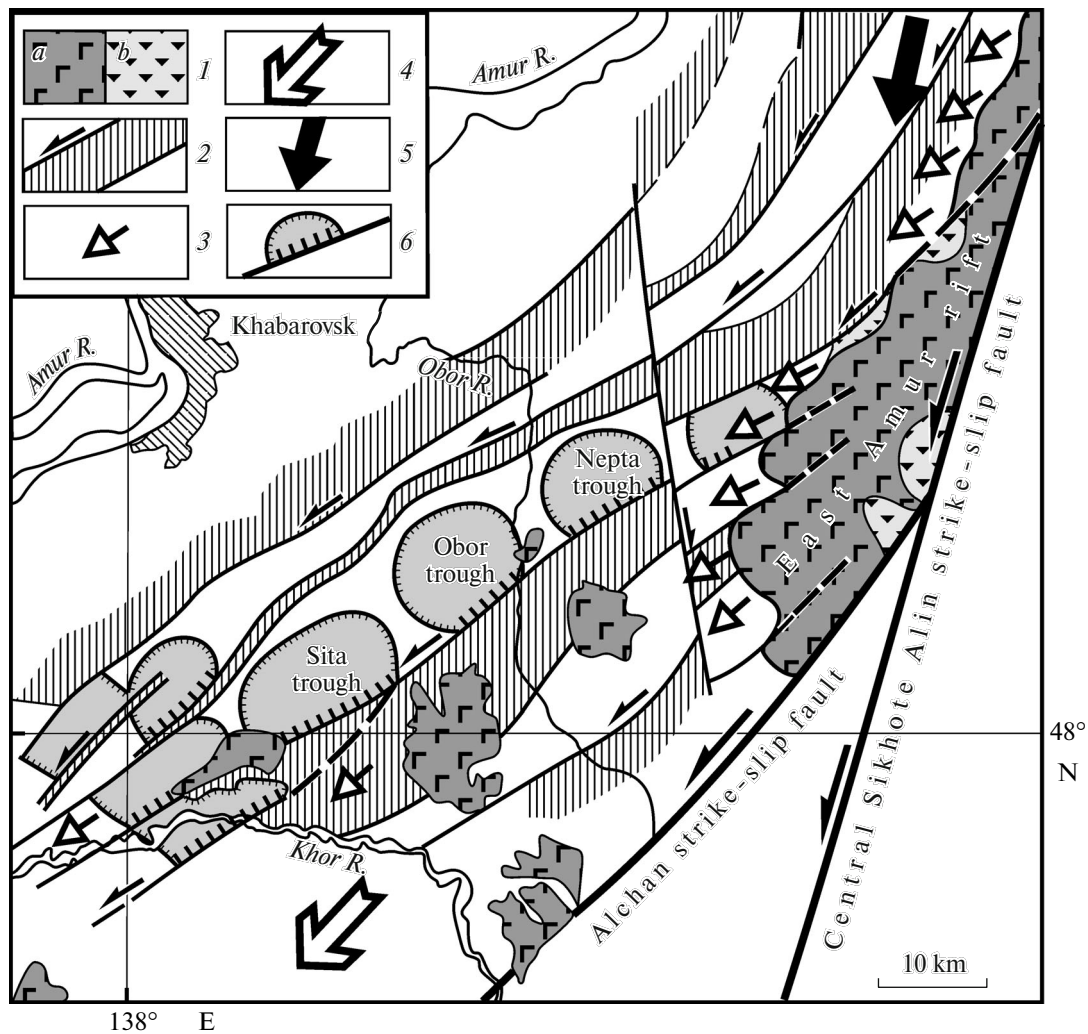 a
b
1
4
2
5
3
6
Amur R.
Khabarovsk
Amur R.
Obor R.
Nepta
trough
Obor
trough
Sita
trough
East Amur rift
Khor R.
Alchan strike-slip fault
Central Sikhote Alin strike-slip fault
48°
N
10 km
138° E